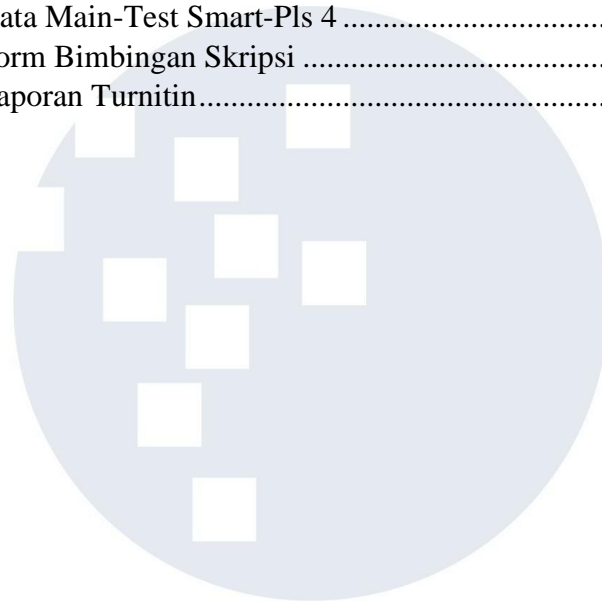 ata Main-Test Smart-Pls 4 ................................................
orm Bimbingan Skripsi ......................................................
aporan Turnitin.....................................................................